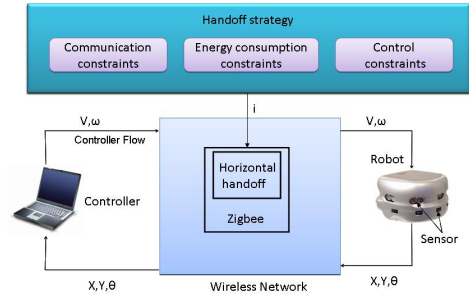 Handoff strategy
Communication
constraints
Energy consumption
constraints
Control
constraints
i
V,ω
Controller Flow
V,ω
Horizontal
handoff
Zigbee
Robot
Controller
Sensor
X,Y,θ
Wireless Network
X,Y,θ